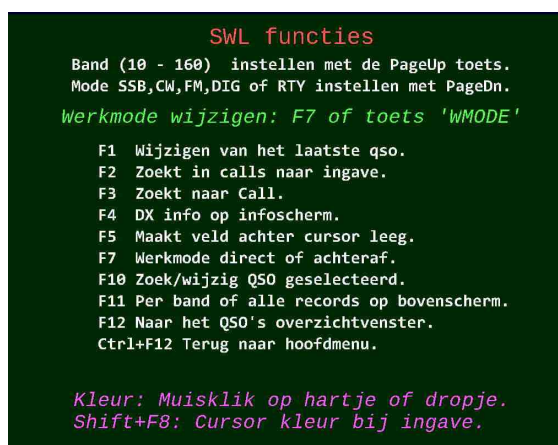 SWL functies
Band (10 - 160) instellen met de PageUp toets.
Mode SSB,CW,FM,DIG of RTY instellen met PageDn.
Werkmode wijzigen: F7 of toets 'WMODE'
F1 Wijzigen van het laatste qso.
F2 Zoekt in calls naar ingave.
F3 Zoekt naar Call.
F4 DX info op infoscherm.
F5 Maakt veld achter cursor leeg.
F7 Werkmode direct of achteraf.
F10 Zoek/wijzig QSO geselecteerd.
F11 Per band of alle records op bovenscherm.
F12 Naar het QSO's overzichtvenster.
Ctrl+F12 Terug naar hoofdmenu.
Kleur: Muisklik op hartje of dropje.
Shift+F8: Cursor kleur bij ingave.